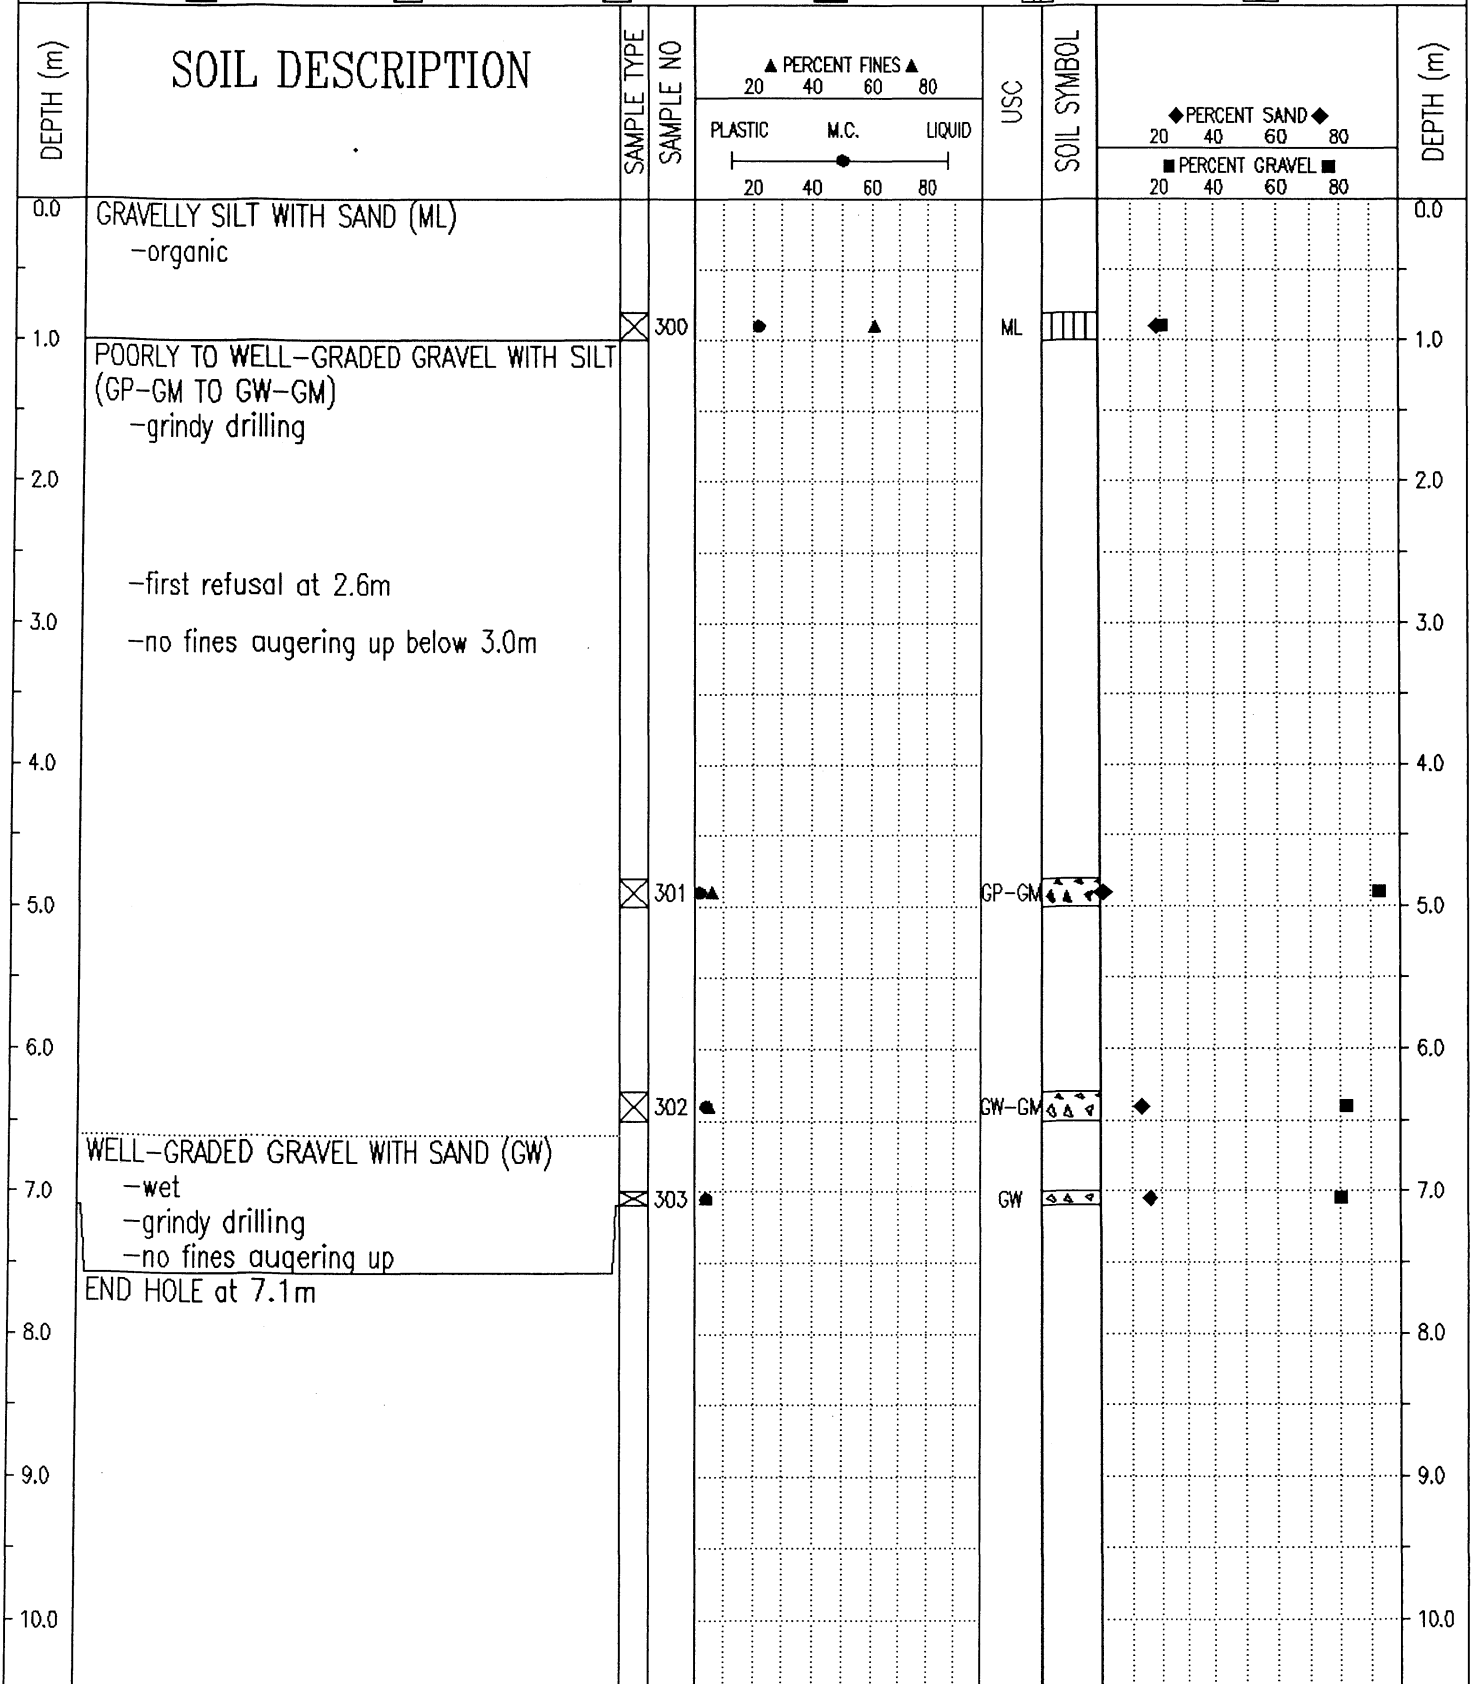 DEPTH (m)
SOIL DESCRIPTION
SAMPLE TYPE
SAMPLE NO
▲ PERCENT FINES ▲
20 40 60 80
PLASTIC M.C. LIQUID
20 40 60 80
USC
SOIL SYMBOL
◆PERCENT SAND◆
20 40 60 80
■PERCENT GRAVEL■
20 40 60 80
DEPTH (m)
0.0 GRAVELLY SILT WITH SAND (ML) 0.0
-organic
300 ML
1.0 1.0
POORLY TO WELL-GRADED GRAVEL WITH SILT
(GP-GM TO GW-GM)
-grindy drilling
2.0 2.0
-first refusal at 2.6m
3.0 3.0
-no fines augering up below 3.0m
4.0 4.0
301 GP-GM
5.0 5.0
6.0 6.0
302 GW-GM
WELL-GRADED GRAVEL WITH SAND (GW)
7.0 -wet 303 GW 7.0
-grindy drilling
-no fines augering up
END HOLE at 7.1m
8.0 8.0
9.0 9.0
10.0 10.0